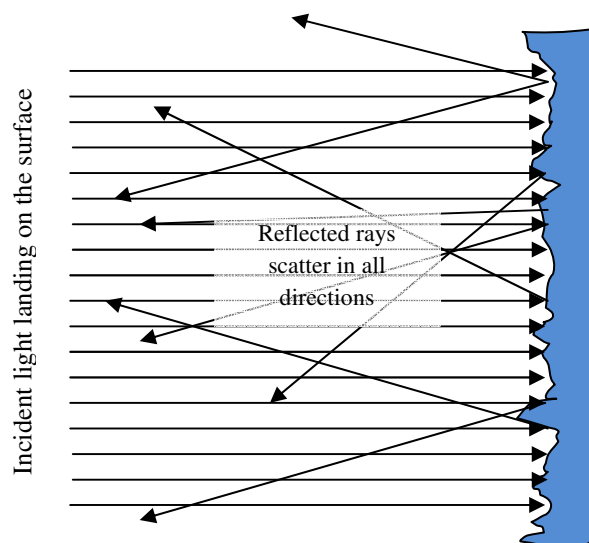 Incident light landing on the surface
Reflected rays
scatter in all
directions